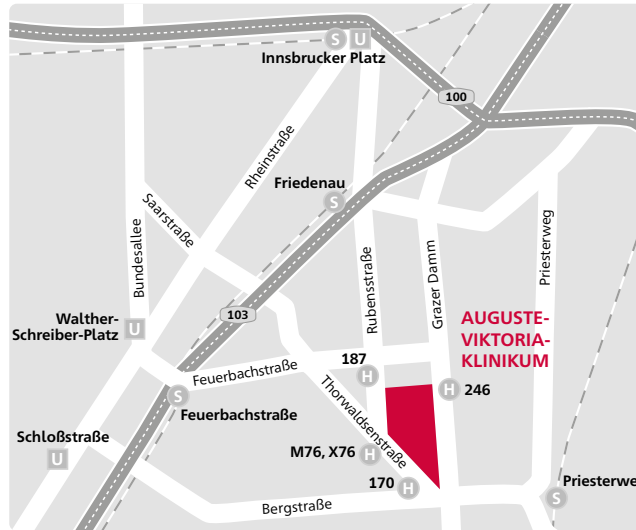 S U
Innsbrucker Platz
100
Rheinstraße
Friedenau
S
Saarstraße
Bundesallee
Priesterweg
Rubensstraße
Grazer Damm
103
Walther-
Schreiber-Platz
U
AUGUSTE-
VIKTORIA-
KLINIKUM
187
H
Feuerbachstraße
H 246
S
Feuerbachstraße
Thorwaldsenstraße
Schloßstraße
U
M76, X76 H
170 H
Bergstraße
Priesterwe
S